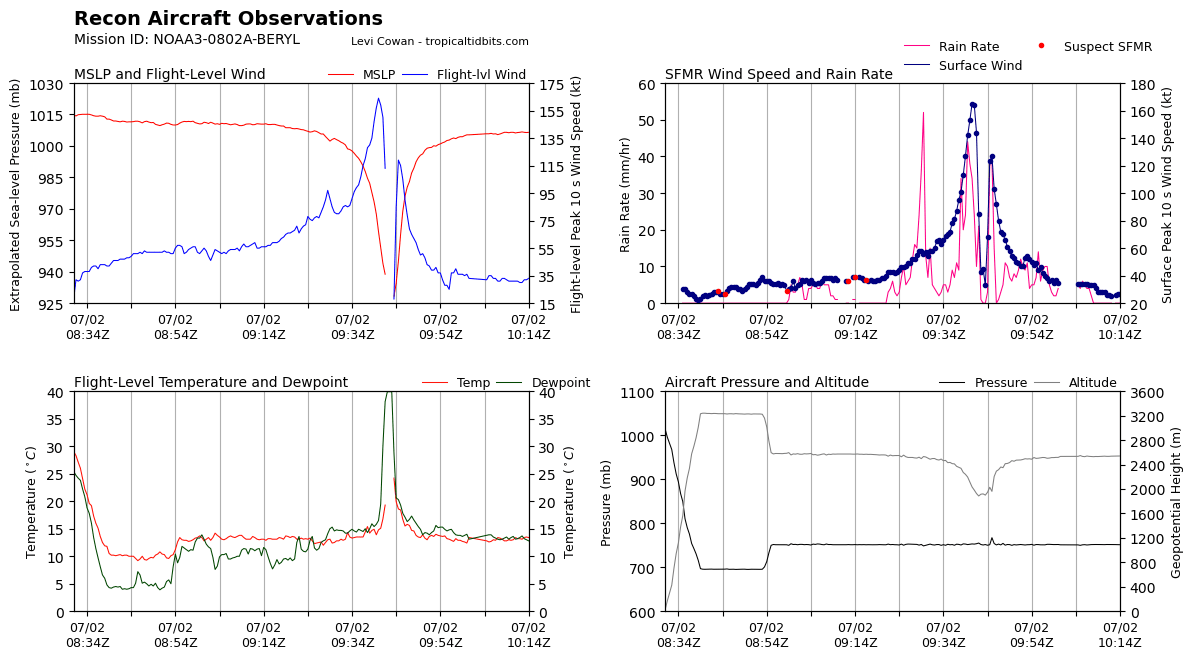 Recon Aircraft Observations
Mission ID: NOAA3-0802A-BERYL
Levi Cowan - tropicaltidbits.com
MSLP and Flight-Level Wind
MSLP
Flight-lvl Wind
Extrapolated Sea-level Pressure (mb)
1030
1015
1000
985
970
955
940
925
175
155
135
115
95
75
55
35
15
Flight-level Peak 10 s Wind Speed (kt)
07/02 07/02 07/02 07/02 07/02 07/02
08:34Z 08:54Z 09:14Z 09:34Z 09:54Z 10:14Z
SFMR Wind Speed and Rain Rate
Rain Rate
Surface Wind
Suspect SFMR
Rain Rate (mm/hr)
60
50
40
30
20
10
0
180
160
140
120
100
80
60
40
20
Surface Peak 10 s Wind Speed (kt)
07/02 07/02 07/02 07/02 07/02 07/02
08:34Z 08:54Z 09:14Z 09:34Z 09:54Z 10:14Z
Flight-Level Temperature and Dewpoint
Temp
Dewpoint
Temperature (°C)
40
35
30
25
20
15
10
5
0
40
35
30
25
20
15
10
5
0
Temperature (°C)
07/02 07/02 07/02 07/02 07/02 07/02
08:34Z 08:54Z 09:14Z 09:34Z 09:54Z 10:14Z
Aircraft Pressure and Altitude
Pressure
Altitude
Pressure (mb)
1100
1000
900
800
700
600
3600
3200
2800
2400
2000
1600
1200
800
400
0
Geopotential Height (m)
07/02 07/02 07/02 07/02 07/02 07/02
08:34Z 08:54Z 09:14Z 09:34Z 09:54Z 10:14Z